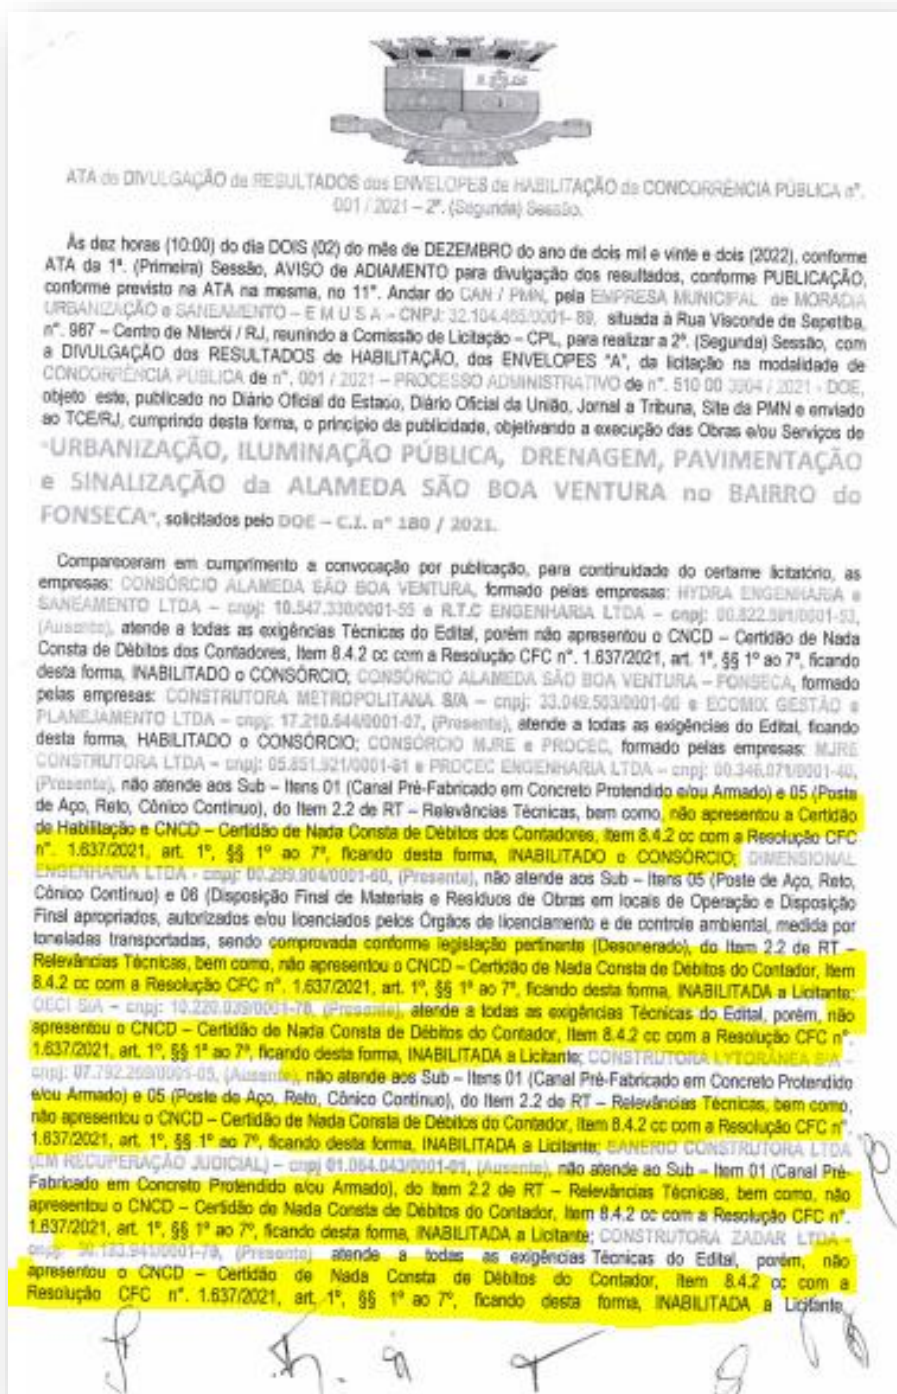 ATA de DIVULGAÇÃO de RESULTADOS dos ENVELOPES de HABILITAÇÃO da CONCORRÊNCIA PÚBLICA nº.
001 / 2021 – 2ª. (Segunda) Sessão.
Às dez horas (10:00) do dia DOIS (02) do mês de DEZEMBRO do ano de dois mil e vinte e dois (2022), conforme
ATA da 1ª. (Primeira) Sessão, AVISO de ADIAMENTO para divulgação dos resultados, conforme PUBLICAÇÃO,
conforme previsto na ATA na mesma, no 11º. Andar do CAN / PMN, pela EMPRESA MUNICIPAL de MORADIA
URBANIZAÇÃO e SANEAMENTO – E M U S A – CNPJ: 32.104.465/0001- 89, situada à Rua Visconde de Sepetiba,
nº. 987 – Centro de Niterói / RJ, reunindo a Comissão de Licitação – CPL, para realizar a 2ª. (Segunda) Sessão, com
a DIVULGAÇÃO dos RESULTADOS de HABILITAÇÃO, dos ENVELOPES "A", da licitação na modalidade de
CONCORRÊNCIA PÚBLICA de nº. 001 / 2021 – PROCESSO ADMINISTRATIVO de nº. 510 00 3904 / 2021 - DOE,
objeto este, publicado no Diário Oficial do Estado, Diário Oficial da União, Jornal a Tribuna, Site da PMN e enviado
ao TCE/RJ, cumprindo desta forma, o princípio da publicidade, objetivando a execução das Obras e/ou Serviços de
"URBANIZAÇÃO, ILUMINAÇÃO PÚBLICA, DRENAGEM, PAVIMENTAÇÃO
e SINALIZAÇÃO da ALAMEDA SÃO BOA VENTURA no BAIRRO do
FONSECA", solicitados pelo DOE – C.I. nº 180 / 2021.
Compareceram em cumprimento a convocação por publicação, para continuidade do certame licitatório, as
empresas: CONSÓRCIO ALAMEDA SÃO BOA VENTURA, formado pelas empresas: HYDRA ENGENHARIA e
SANEAMENTO LTDA – cnpj: 10.547.330/0001-55 e R.T.C ENGENHARIA LTDA – cnpj:
(Ausente), atende a todas as exigências Técnicas do Edital, porém não apresentou o CNCD – Certidão de Nada
Consta de Débitos dos Contadores, Item 8.4.2 cc com a Resolução CFC nº. 1.637/2021, art. 1º, §§ 1º ao 7º, ficando
desta forma, INABILITADO o CONSÓRCIO; CONSÓRCIO ALAMEDA SÃO BOA VENTURA – FONSECA, formado
pelas empresas: CONSTRUTORA METROPOLITANA S/A – cnpj: 33.049.503/0001-00 e ECOMIX GESTÃO e
PLANEJAMENTO LTDA – cnpj: 17.210.644/0001-07, (Presente), atende a todas as exigências do Edital, ficando
desta forma, HABILITADO o CONSÓRCIO; CONSÓRCIO MJRE e PROCEC, formado pelas empresas: MJRE
CONSTRUTORA LTDA – cnpj: 05.851.921/0001-81 e PROCEC ENGENHARIA LTDA – cnpj: 00.346.071/0001-40,
(Presente), não atende aos Sub – Itens 01 (Canal Pré-Fabricado em Concreto Protendido e/ou Armado) e 05 (Poste
de Aço, Reto, Cônico Contínuo), do Item 2.2 de RT – Relevâncias Técnicas, bem como, não apresentou a Certidão
de Habilitação e CNCD – Certidão de Nada Consta de Débitos dos Contadores, Item 8.4.2 cc com a Resolução CFC
nº. 1.637/2021, art. 1º, §§ 1º ao 7º, ficando desta forma, INABILITADO o CONSÓRCIO; DIMENSIONAL
ENGENHARIA LTDA - cnpj: 00.299.904/0001-60, (Presente), não atende aos Sub – Itens 05 (Poste de Aço, Reto,
Cônico Contínuo) e 06 (Disposição Final de Materiais e Resíduos de Obras em locais de Operação e Disposição
Final apropriados, autorizados e/ou licenciados pelos Órgãos de licenciamento e de controle ambiental, medida por
toneladas transportadas, sendo comprovada conforme legislação pertinente (Desonerado), do Item 2.2 de RT –
Relevâncias Técnicas, bem como, não apresentou o CNCD – Certidão de Nada Consta de Débitos do Contador, Item
8.4.2 cc com a Resolução CFC nº. 1.637/2021, art. 1º, §§ 1º ao 7º, ficando desta forma, INABILITADA a Licitante;
OECI S/A – cnpj: 10.220.039/0001-78, (Presente), atende a todas as exigências Técnicas do Edital, porém, não
apresentou o CNCD – Certidão de Nada Consta de Débitos do Contador, Item 8.4.2 cc com a Resolução CFC nº.
1.637/2021, art. 1º, §§ 1º ao 7º, ficando desta forma, INABILITADA a Licitante; CONSTRUTORA LYTORÂNEA S/A –
cnpj: 07.792.269/0001-05, (Ausente), não atende aos Sub – Itens 01 (Canal Pré-Fabricado em Concreto Protendido
e/ou Armado) e 05 (Poste de Aço, Reto, Cônico Contínuo), do Item 2.2 de RT – Relevâncias Técnicas, bem como,
não apresentou o CNCD – Certidão de Nada Consta de Débitos do Contador, Item 8.4.2 cc com a Resolução CFC nº.
1.637/2021, art. 1º, §§ 1º ao 7º, ficando desta forma, INABILITADA a Licitante; SANERIO CONSTRUTORA LTDA
(EM RECUPERAÇÃO JUDICIAL) – cnpj 01.064.043/0001-01, (Ausente), não atende ao Sub – Item 01 (Canal Pré-
Fabricado em Concreto Protendido e/ou Armado), do Item 2.2 de RT – Relevâncias Técnicas, bem como, não
apresentou o CNCD – Certidão de Nada Consta de Débitos do Contador, Item 8.4.2 cc com a Resolução CFC nº.
1.637/2021, art. 1º, §§ 1º ao 7º, ficando desta forma, INABILITADA a Licitante; CONSTRUTORA ZADAR LTDA –
cnpj: (Presente) atende a todas as exigências Técnicas do Edital, porém, não
apresentou o CNCD – Certidão de Nada Consta de Débitos do Contador, Item 8.4.2 cc com a
Resolução CFC nº. 1.637/2021, art. 1º, §§ 1º ao 7º, ficando desta forma, INABILITADA a Licitante,